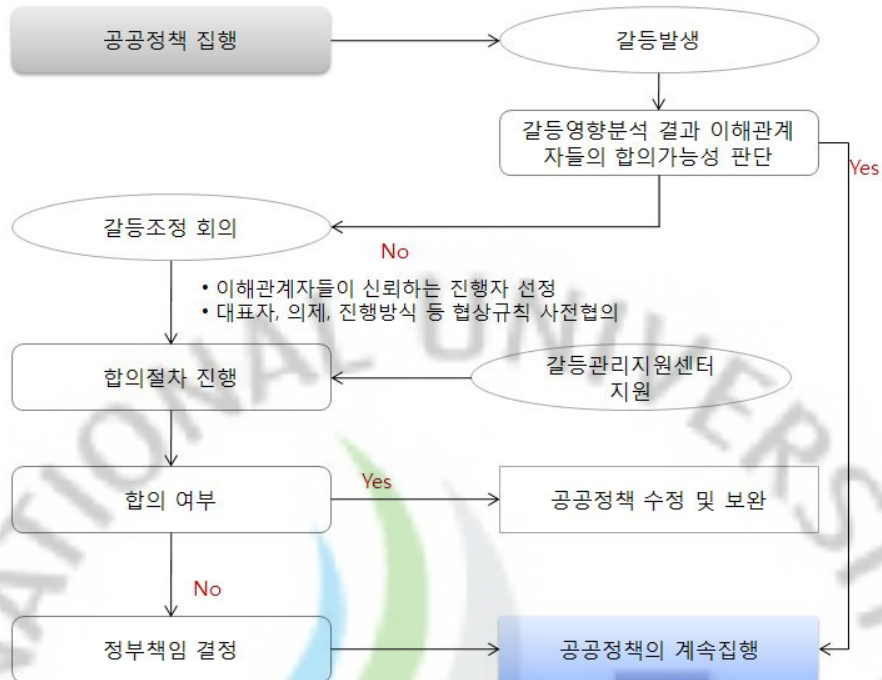 공공정책 집행
갈등발생
갈등영향분석 결과 이해관계
자들의 합의가능성 판단
Yes
갈등조정 회의
No
• 이해관계자들이 신뢰하는 진행자 선정
• 대표자, 의제, 진행방식 등 협상규칙 사전협의
합의절차 진행
갈등관리지원센터
지원
합의 여부
Yes
공공정책 수정 및 보완
No
정부책임 결정
공공정책의 계속집행
NATIONAL UNIVERSIT